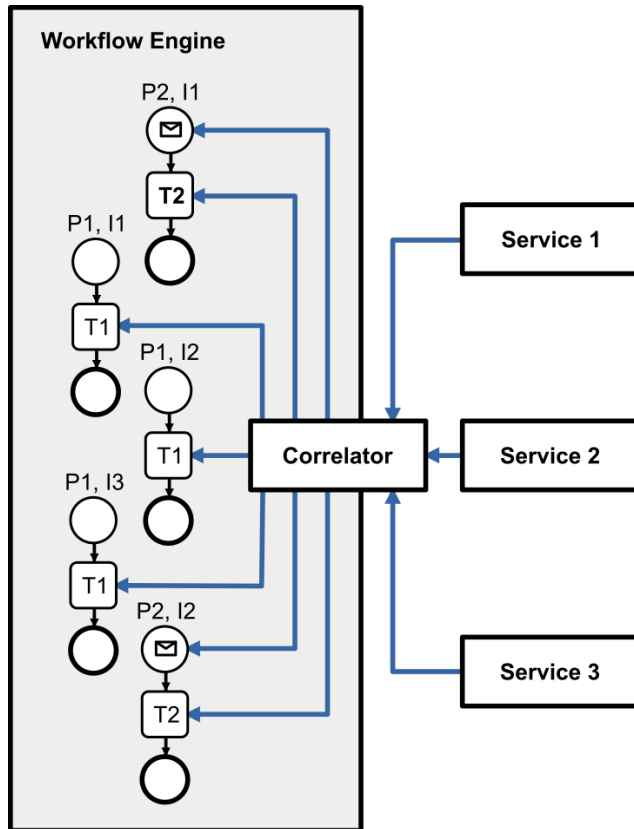 Workflow Engine
P2, I1
T2
P1, I1
Service 1
T1
P1, I2
T1
Correlator
Service 2
P1, I3
T1
P2, I2
Service 3
T2